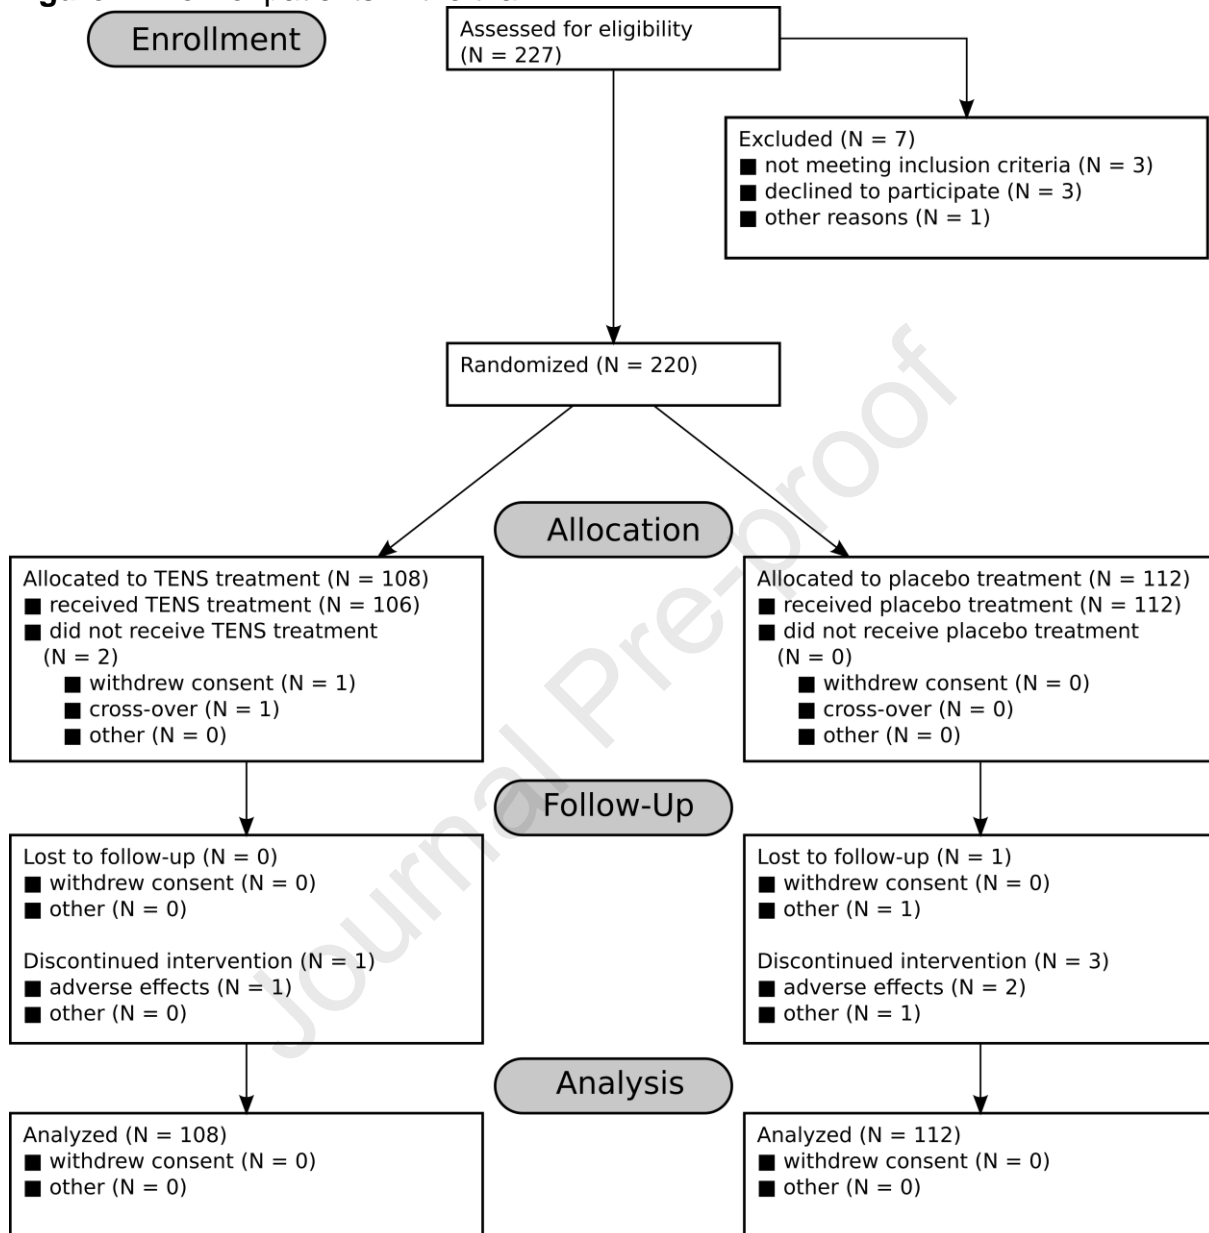 Enrollment
Assessed for eligibility
(N = 227)
Excluded (N = 7)
■ not meeting inclusion criteria (N = 3)
■ declined to participate (N = 3)
■ other reasons (N = 1)
Randomized (N = 220)
Allocation
Allocated to TENS treatment (N = 108)
■ received TENS treatment (N = 106)
■ did not receive TENS treatment
(N = 2)
■ withdrew consent (N = 1)
■ cross-over (N = 1)
■ other (N = 0)
Allocated to placebo treatment (N = 112)
■ received placebo treatment (N = 112)
■ did not receive placebo treatment
(N = 0)
■ withdrew consent (N = 0)
■ cross-over (N = 0)
■ other (N = 0)
Follow-Up
Lost to follow-up (N = 0)
■ withdrew consent (N = 0)
■ other (N = 0)
Discontinued intervention (N = 1)
■ adverse effects (N = 1)
■ other (N = 0)
Lost to follow-up (N = 1)
■ withdrew consent (N = 0)
■ other (N = 1)
Discontinued intervention (N = 3)
■ adverse effects (N = 2)
■ other (N = 1)
Analysis
Analyzed (N = 108)
■ withdrew consent (N = 0)
■ other (N = 0)
Analyzed (N = 112)
■ withdrew consent (N = 0)
■ other (N = 0)
Journal Pre-proof